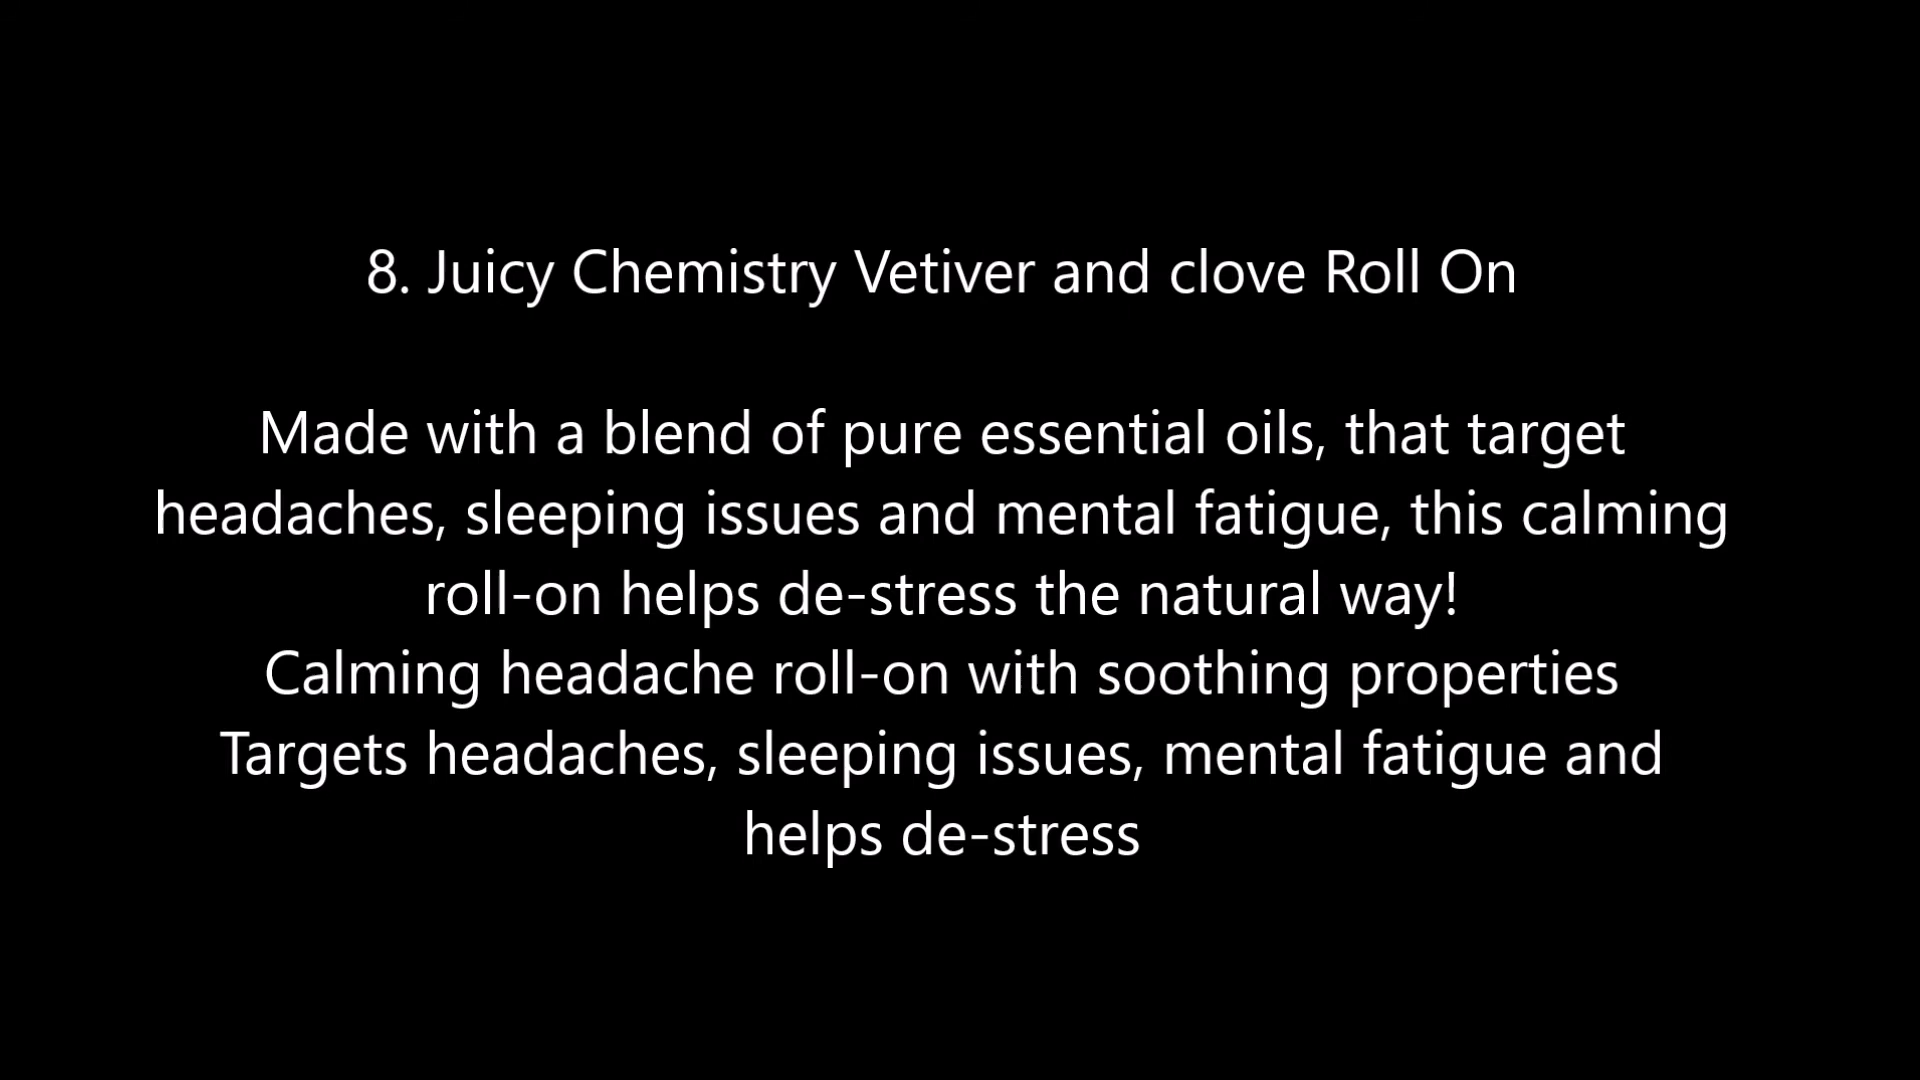 8. Juicy Chemistry Vetiver and clove Roll On
Made with a blend of pure essential oils, that target
headaches, sleeping issues and mental fatigue, this calming
roll-on helps de-stress the natural way!
Calming headache roll-on with soothing properties
Targets headaches, sleeping issues, mental fatigue and
helps de-stress